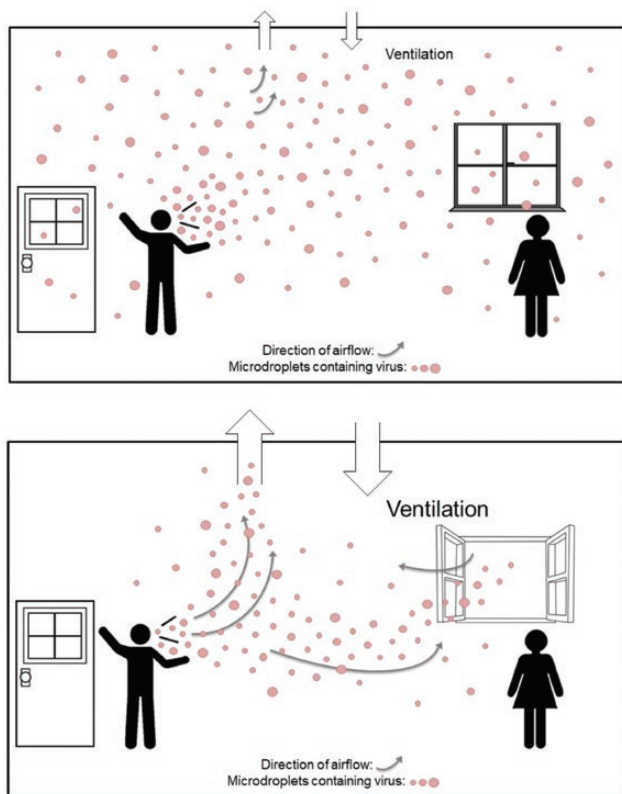 Ventilation
Direction of airflow:
Microdroplets containing virus:
Ventilation
Direction of airflow:
Microdroplets containing virus: